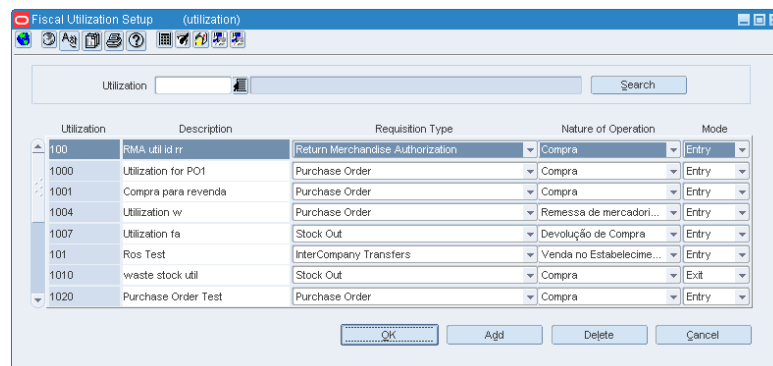 Fiscal Utilization Setup (utilization)
Utilization Search
Utilization Description Requisition Type Nature of Operation Mode
100 RMA util id rr Return Merchandise Authorization Compra Entry
1000 Utilization for PO1 Purchase Order Compra Entry
1001 Compra para revenda Purchase Order Compra Entry
1004 Utilization w Purchase Order Remessa de mercadori... Entry
1007 Utilization fa Stock Out Devolução de Compra Entry
101 Ros Test InterCompany Transfers Venda no Estabelecime... Entry
1010 waste stock util Stock Out Compra Exit
1020 Purchase Order Test Purchase Order Compra Entry
OK Add Delete Cancel